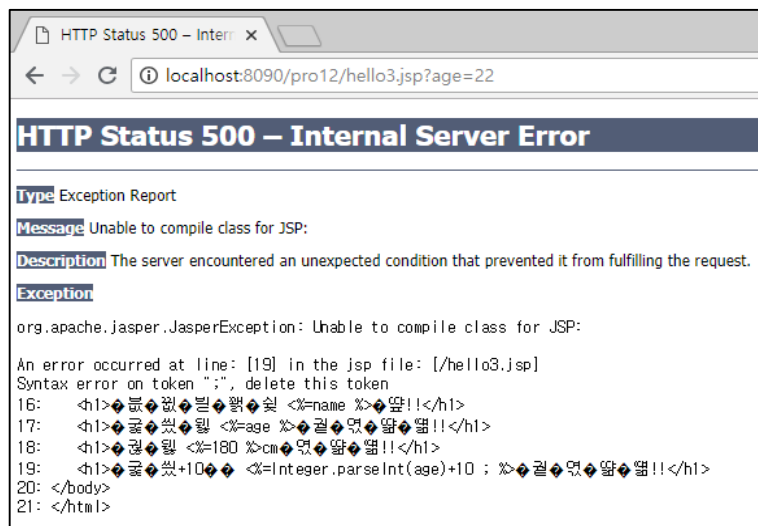 HTTP Status 500 – Intern
localhost:8090/pro12/hello3.jsp?age=22
HTTP Status 500 – Internal Server Error
Type Exception Report
Message Unable to compile class for JSP:
Description The server encountered an unexpected condition that prevented it from fulfilling the request.
Exception
org.apache.jasper.JasperException: Unable to compile class for JSP:
An error occurred at line: [19] in the jsp file: [/hello3.jsp]
Syntax error on token ";", delete this token
16: <h1> <%=name %> !!</h1>
17: <h1> <%=age %> !!</h1>
18: <h1> <%=180 %>cm !!</h1>
19: <h1> +10 <%=Integer.parseInt(age)+10 ; %> !!</h1>
20: </body>
21: </html>